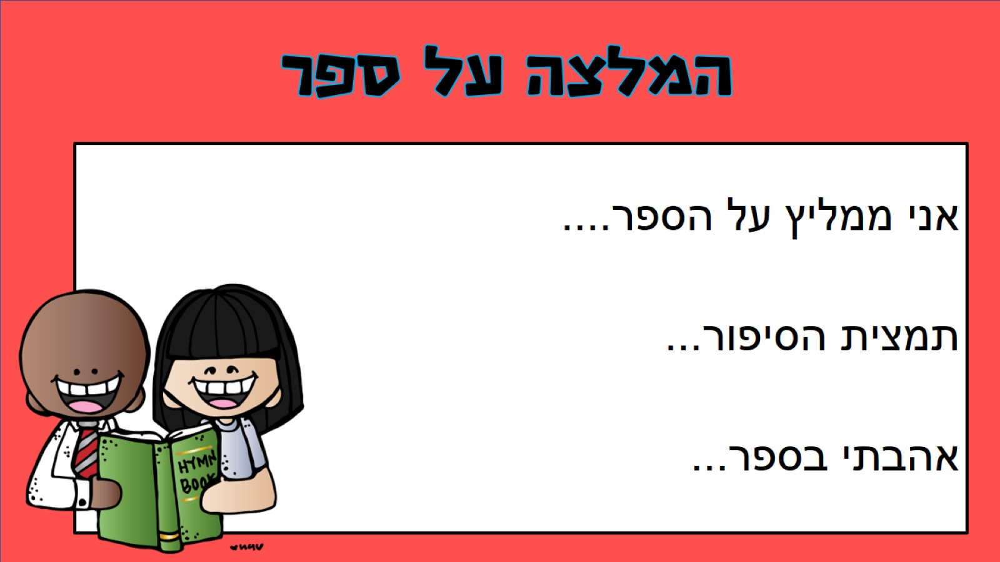 המלצה על ספר
אני ממליץ על הספר....
תמצית הסיפור...
אהבתי בספר...
HYMN
BOOK